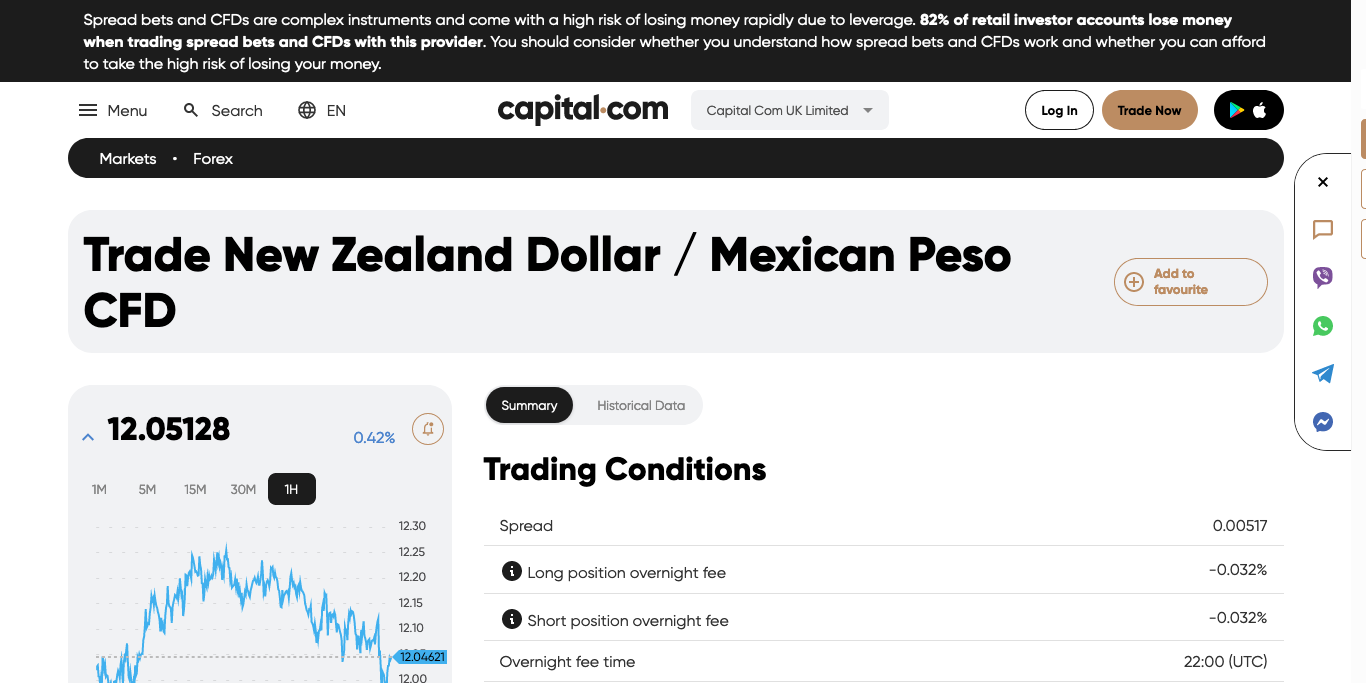 Spread bets and CFDs are complex instruments and come with a high risk of losing money rapidly due to leverage. 82% of retail investor accounts lose money
when trading spread bets and CFDs with this provider. You should consider whether you understand how spread bets and CFDs work and whether you can afford
to take the high risk of losing your money.
Menu Search EN capital.com Capital Com UK Limited Log In Trade Now
Markets • Forex
Trade New Zealand Dollar / Mexican Peso
CFD
Add to
favourite
12.05128 0.42%
1M 5M 15M 30M 1H
12.30
12.25
12.20
12.15
12.10
12.04621
12.00
Summary Historical Data
Trading Conditions
Spread 0.00517
Long position overnight fee -0.032%
Short position overnight fee -0.032%
Overnight fee time 22:00 (UTC)